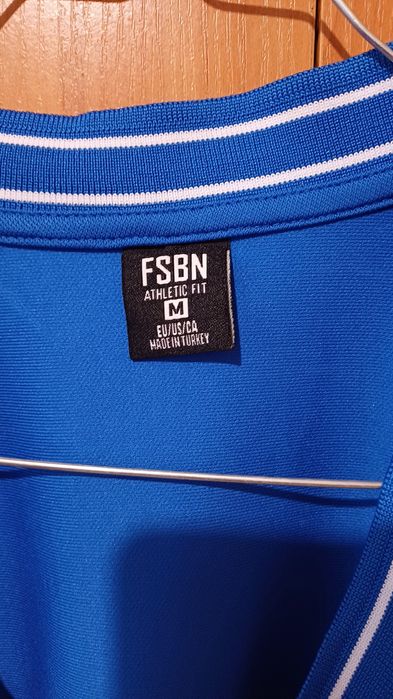 FSBN
ATHLETIC FIT
M
EU/US/CA
MADE IN TURKEY